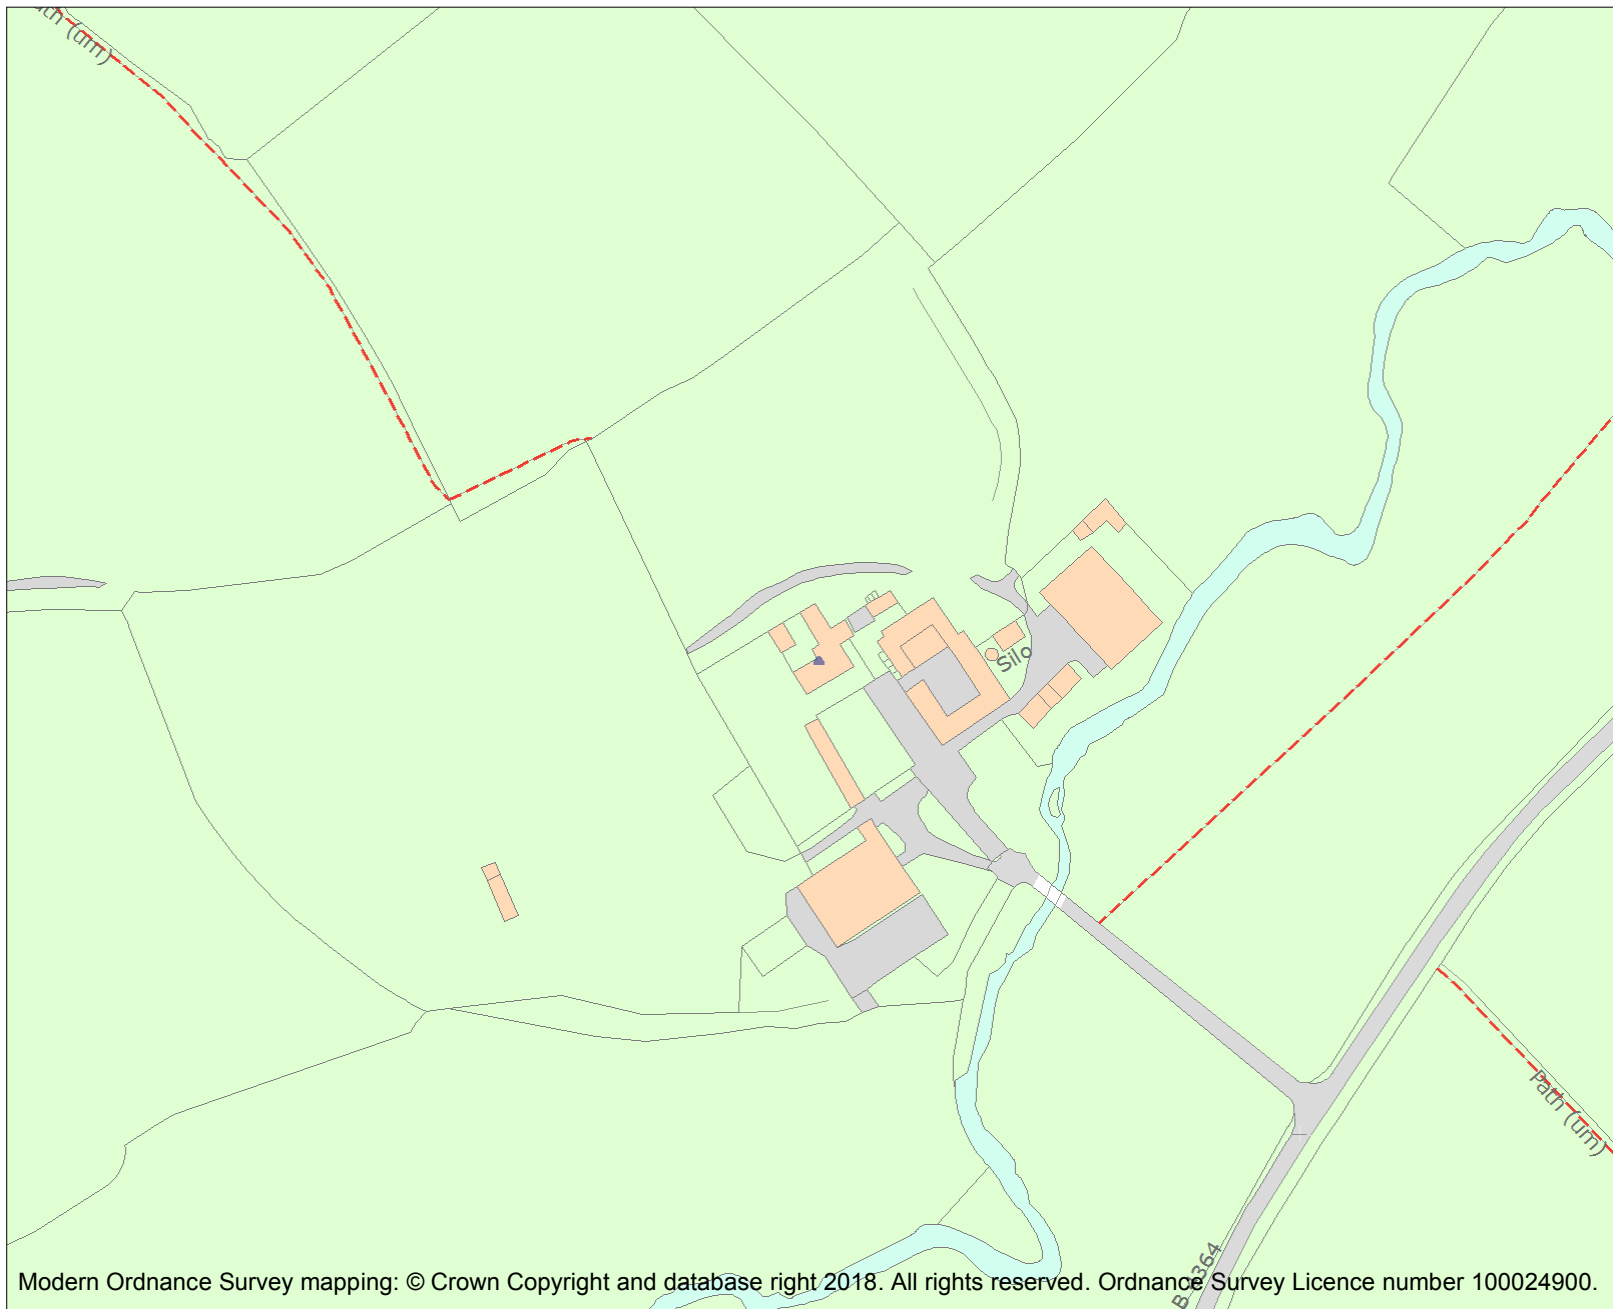 (um)
Silo
Path (um)
Modern Ordnance Survey mapping: © Crown Copyright and database right 2018. All rights reserved. Ordnance Survey Licence number 100024900.